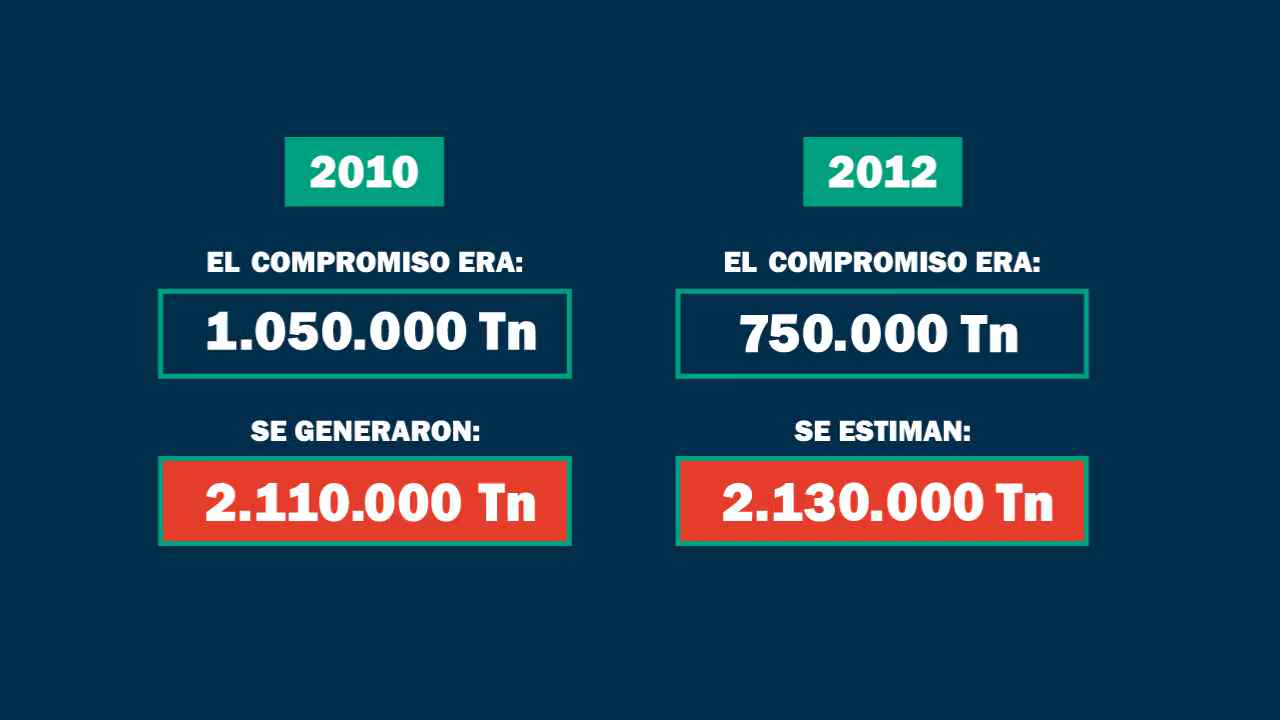 2010
EL COMPROMISO ERA:
1.050.000 Tn
SE GENERARON:
2.110.000 Tn
2012
EL COMPROMISO ERA:
750.000 Tn
SE ESTIMAN:
2.130.000 Tn